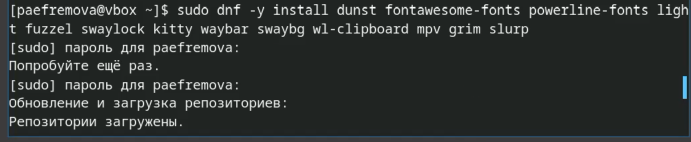 [paefremova@vbox ~]$ sudo dnf -y install dunst fontawesome-fonts powerline-fonts ligh
t fuzzel swaylock kitty waybar swaybg wl-clipboard mpv grim slurp
[sudo] пароль для paefremova:
Попробуйте ещё раз.
[sudo] пароль для paefremova:
Обновление и загрузка репозиториев:
Репозитории загружены.